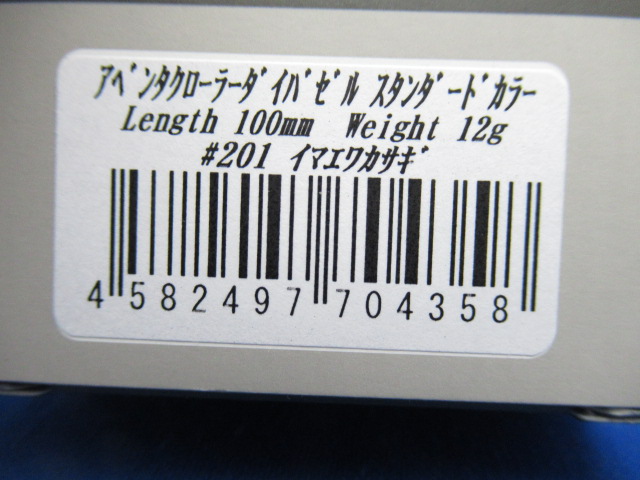 ｱﾍﾞﾝﾀｸﾛｰﾗｰﾀﾞｲﾊﾞｾﾞﾙ ｽﾀﾝﾀﾞｰﾄﾞｶﾗｰ
Length 100mm Weight 12g
#201 ｲﾏｴﾜｶｻｷﾞ
4 582497 704358